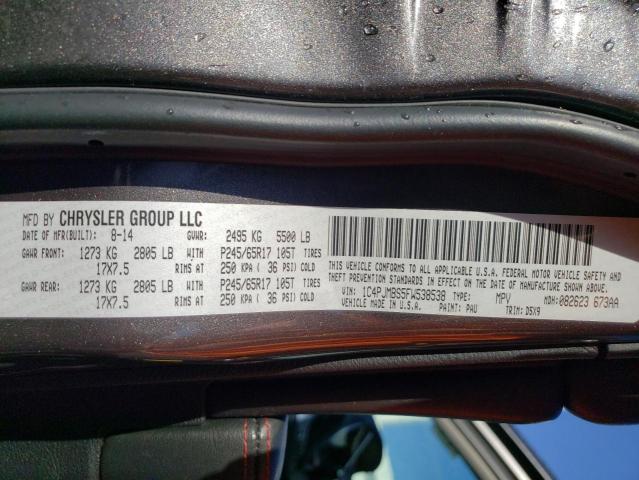 MFD BY CHRYSLER GROUP LLC
DATE OF MFR(BUILT): 8-14 GVWR: 2495 KG 5500 LB
GAWR FRONT: 1273 KG 2805 LB WITH P245/65R17 105T TIRES
17X7.5 RIMS AT 250 KPA ( 36 PSI) COLD
GAWR REAR: 1273 KG 2805 LB WITH P245/65R17 105T TIRES
17X7.5 RIMS AT 250 KPA ( 36 PSI) COLD
THIS VEHICLE CONFORMS TO ALL APPLICABLE U.S.A. FEDERAL MOTOR VEHICLE SAFETY AND
THEFT PREVENTION STANDARDS IN EFFECT ON THE DATE OF MANUFACTURE SHOWN ABOVE.
VIN: 1C4PJMBS5FW538538 TYPE: MPV MDH: 082623 673AA
VEHICLE MADE IN U.S.A. PAINT: PAU TRIM: D5X9